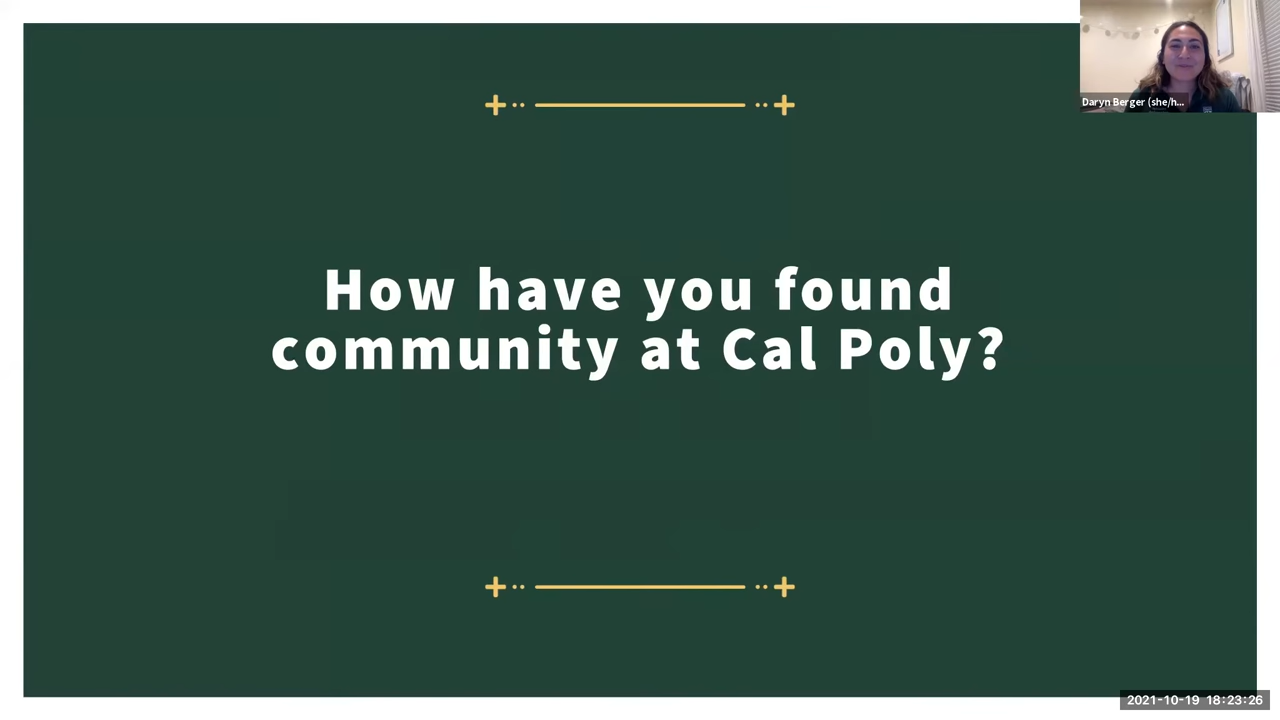 Daryn Berger (she/h...
How have you found
community at Cal Poly?
2021-10-19 18:23:26